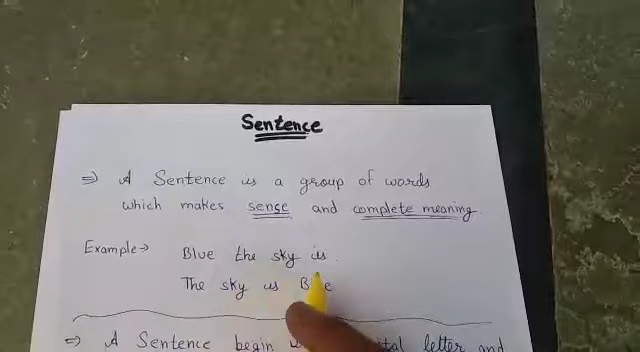 Sentence
⇒ A Sentence is a group of words
which makes sense and complete meaning.
Example → Blue the sky is.
The sky is
⇒ A Sentence begin letter and